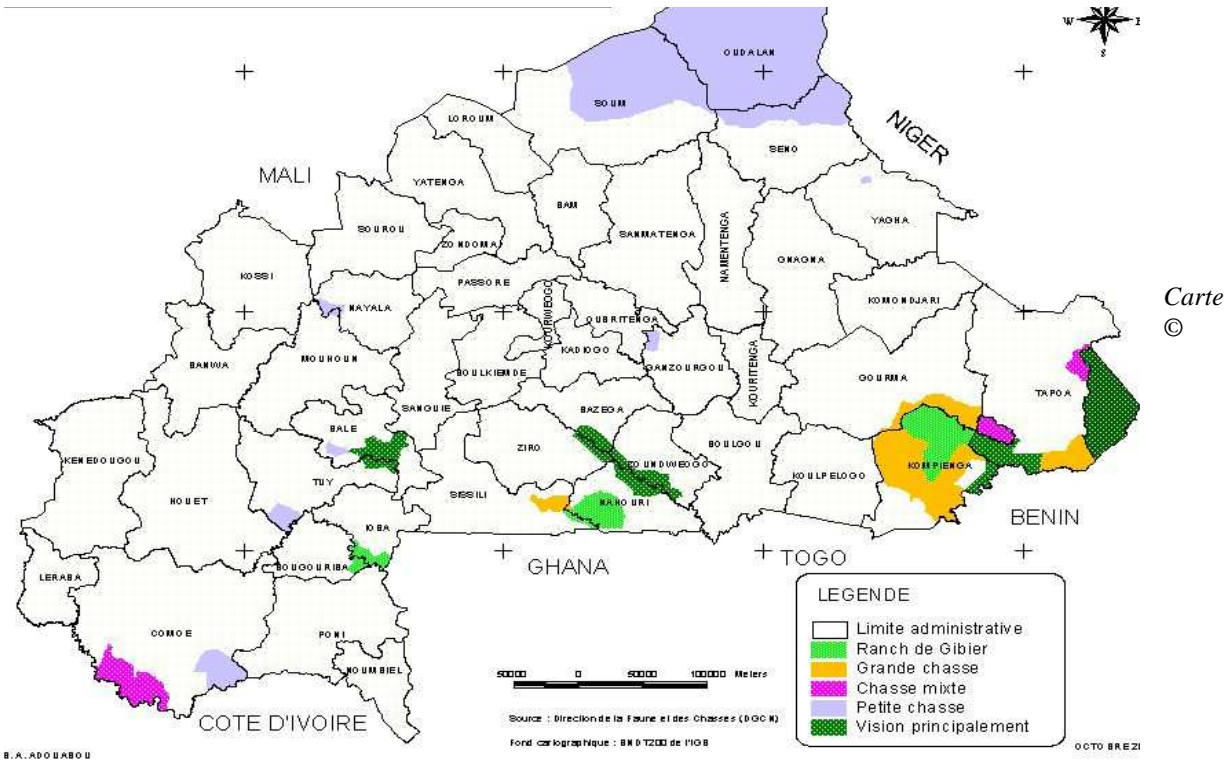 W
S
OUDALAN
SOUM
LOROUM
NIGER
SENO
MALI
YATENGA
BAM
YAGHA
SOUROU
SANMATENGA
NAMENTENGA
ZONDOMA
GNAGNA
KOSSI
PASSORE
KOMONDJARI
Carte
©
NAYALA
KOURWEOGO
OUBRITENGA
BANWA
MOUHOUN
KADIOGO
BOULKIEMDE
GANZOURGOU
KOURITENGA
GOURMA
TAPOA
SANGUIE
BAZEGA
BALE
ZIRO
BOULGOU
KENEDOUGOU
ZOUNDWEOGO
KOMPIENGA
KOULPELOGO
TUY
HOUET
SISSILI
NAHOURI
IOBA
BENIN
GHANA
TOGO
BOUGOURIBA
LERABA
LEGENDE
COMOE
PONI
Limite administrative
Ranch de Gibier
NOUMBIEL
Grande chasse
50000 0 50000 100000 Meters
Chasse mixte
Petite chasse
COTE D'IVOIRE
Source : Direction de la Faune et des Chasses (DGCN)
Vision principalement
Fond cartographique : BNDT200 de l'IGB
B.A.ADOUABOU